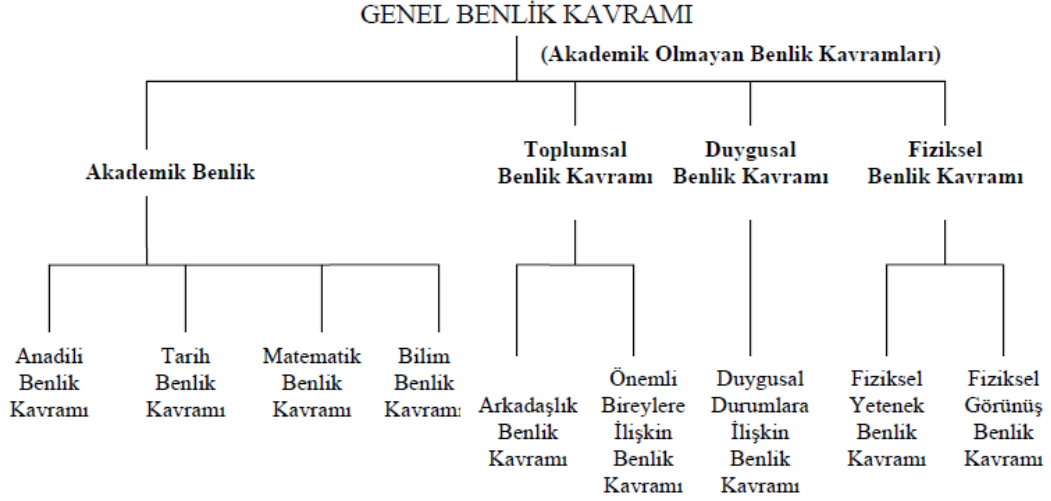 GENEL BENLİK KAVRAMI
(Akademik Olmayan Benlik Kavramları)
Akademik Benlik
Toplumsal
Benlik Kavramı
Duygusal
Benlik Kavramı
Fiziksel
Benlik Kavramı
Anadili
Benlik
Kavramı
Tarih
Benlik
Kavramı
Matematik
Benlik
Kavramı
Bilim
Benlik
Kavramı
Arkadaşlık
Benlik
Kavramı
Önemli
Bireylere
İlişkin
Benlik
Kavramı
Duygusal
Durumlara
İlişkin
Benlik
Kavramı
Fiziksel
Yetenek
Benlik
Kavramı
Fiziksel
Görünüş
Benlik
Kavramı